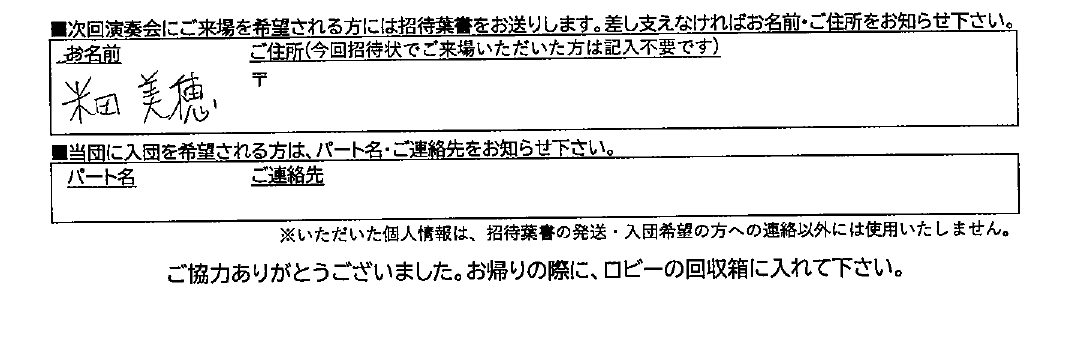 ■次回演奏会にご来場を希望される方には招待葉書をお送りします。差し支えなければお名前・ご住所をお知らせ下さい。
お名前 ご住所(今回招待状でご来場いただいた方は記入不要です)
〒
米田 美穂
■当団に入団を希望される方は、パート名・ご連絡先をお知らせ下さい。
パート名 ご連絡先
※いただいた個人情報は、招待葉書の発送・入団希望の方への連絡以外には使用いたしません。
ご協力ありがとうございました。お帰りの際に、ロビーの回収箱に入れて下さい。